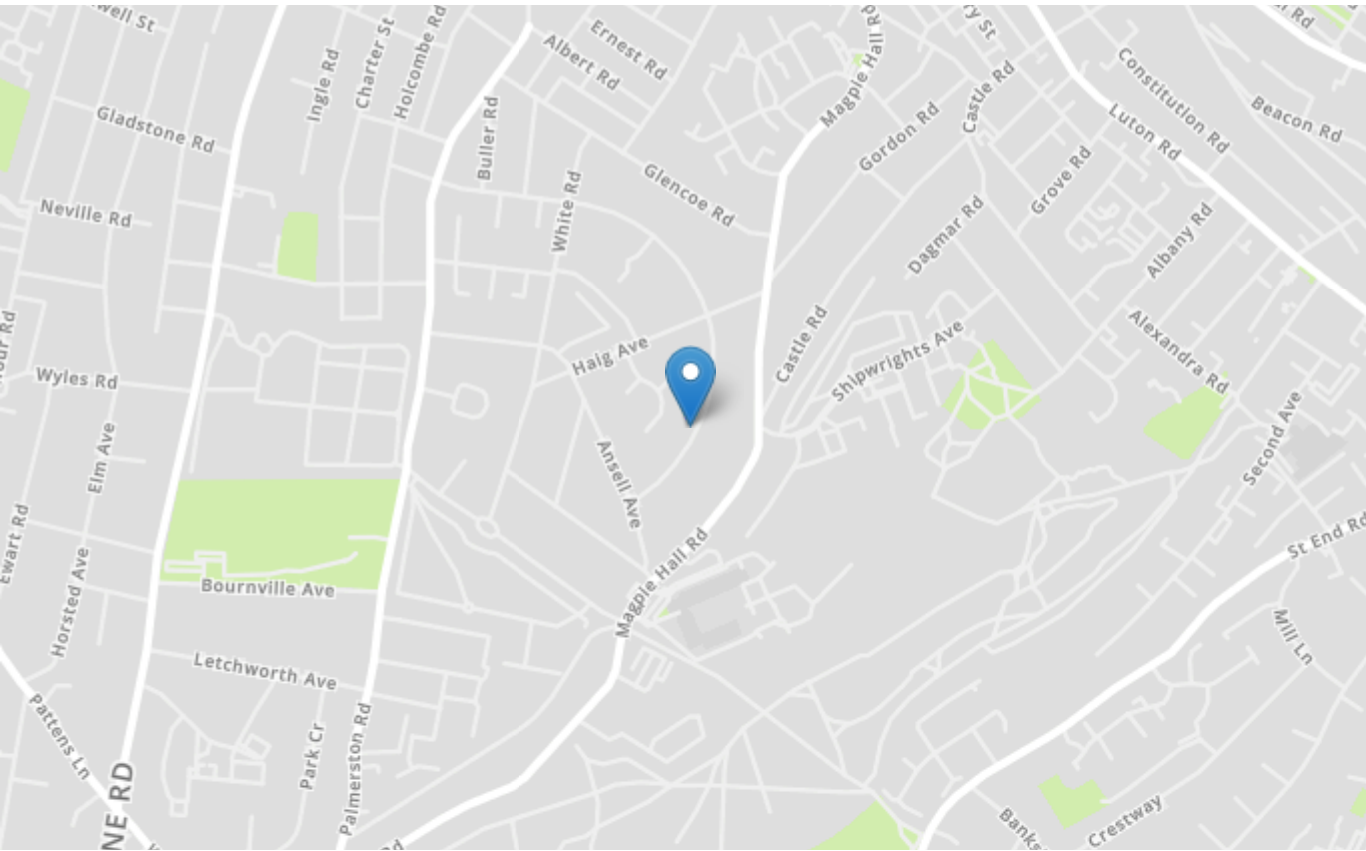 Ingle Rd
Charter St
Holcombe Rd
Ernest Rd
Albert Rd
Magpie Hall Rd
Castle Rd
Constitution Rd
Beacon Rd
Luton Rd
Gladstone Rd
Buller Rd
Gordon Rd
Grove Rd
Glencoe Rd
White Rd
Neville Rd
Dagmar Rd
Albany Rd
Castle Rd
Shipwrights Ave
Alexandra Rd
Haig Ave
Wyles Rd
Elm Ave
Second Ave
Ansell Ave
Ewart Rd
Magpie Hall Rd
St End Rd
Horsted Ave
Bournville Ave
Mill Ln
Letchworth Ave
Pattens Ln
Park Cr
Palmerston Rd
NE RD
Crestway
Rd